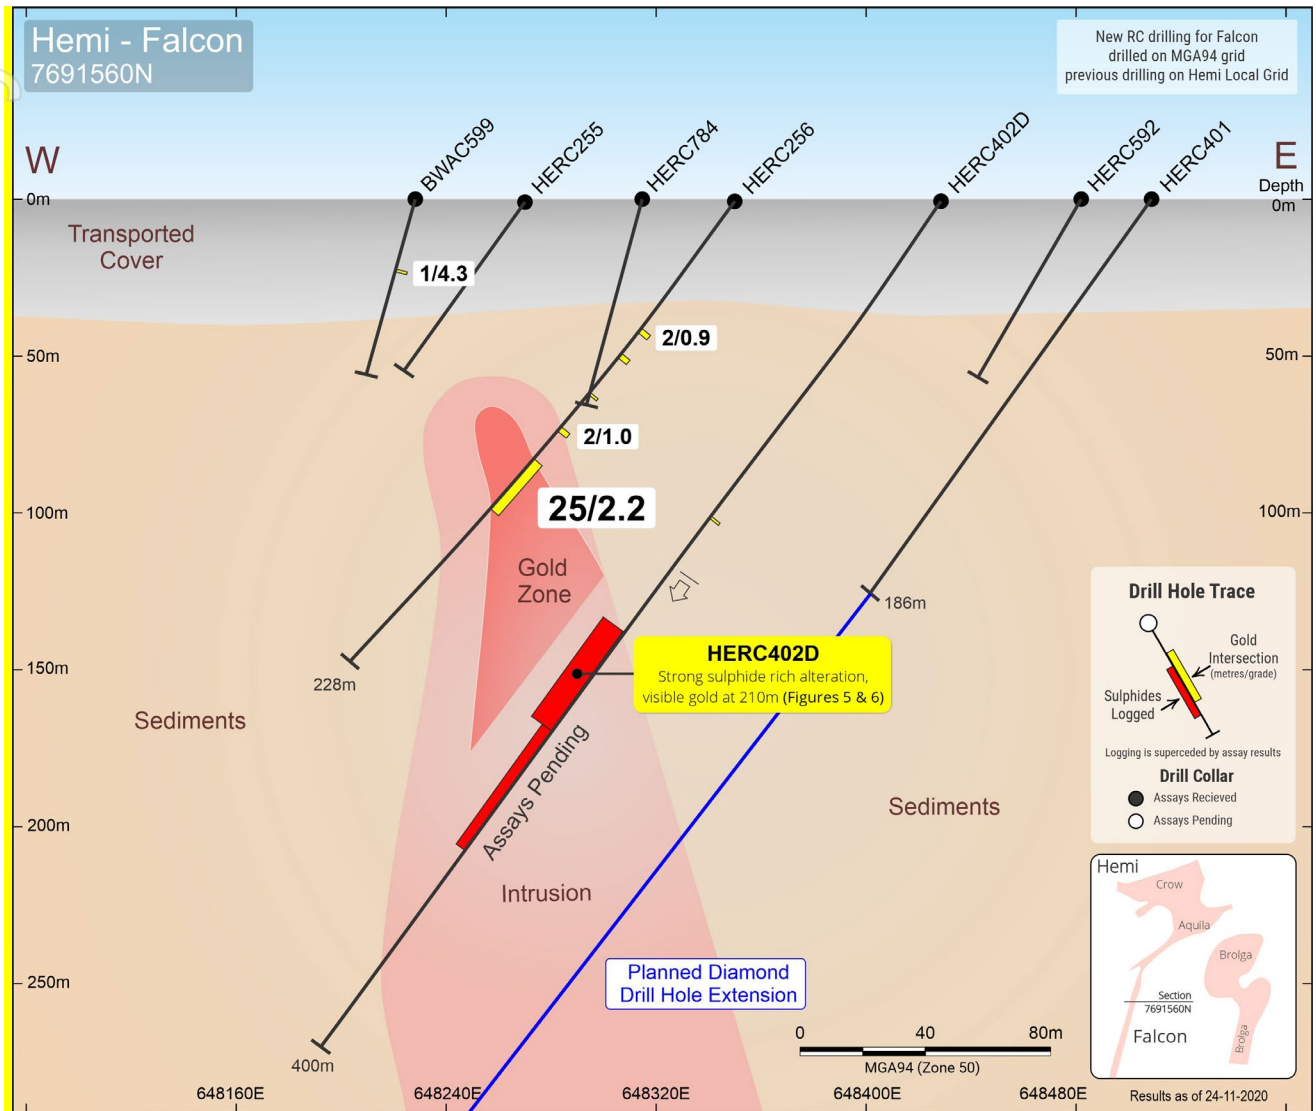 Hemi - Falcon
7691560N
New RC drilling for Falcon
drilled on MGA94 grid
previous drilling on Hemi Local Grid
W
E
BWAC599
HERC255
HERC784
HERC256
HERC402D
HERC592
HERC401
Depth
0m
0m
Transported
Cover
1/4.3
2/0.9
50m
50m
2/1.0
25/2.2
100m
100m
Gold
Zone
186m
HERC402D
Strong sulphide rich alteration,
visible gold at 210m (Figures 5 & 6)
150m
150m
228m
Sediments
Assays Pending
Sediments
200m
200m
Intrusion
Planned Diamond
Drill Hole Extension
250m
400m
Drill Hole Trace
Gold
Intersection
(metres/grade)
Sulphides
Logged
Logging is superceded by assay results
Drill Collar
Assays Recieved
Assays Pending
Hemi
Crow
Aquila
Brolga
Section
7691560N
Falcon
Brolga
0 40 80m
MGA94 (Zone 50)
648160E 648240E 648320E 648400E 648480E
Results as of 24-11-2020